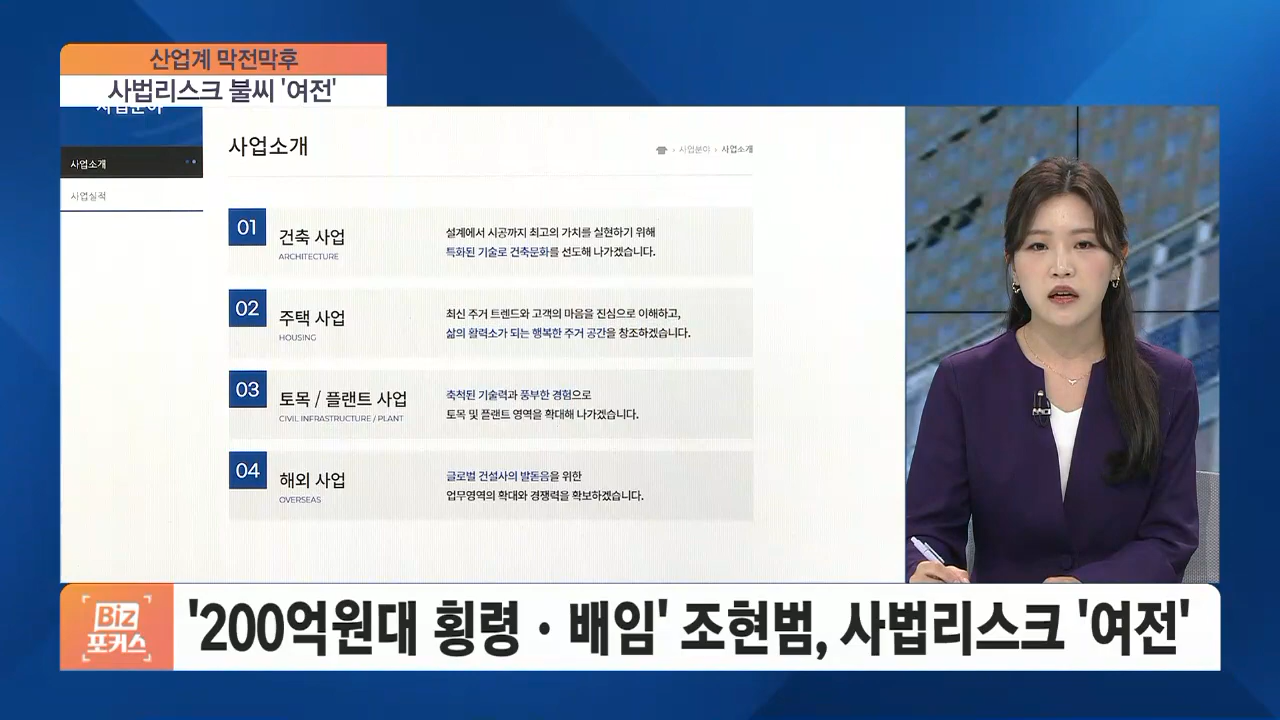 산업계 막전막후
사법리스크 불씨 '여전'
사업분야
사업소개
사업실적
사업소개
사업분야 › 사업소개
01
건축 사업
ARCHITECTURE
설계에서 시공까지 최고의 가치를 실현하기 위해
특화된 기술로 건축문화를 선도해 나가겠습니다.
02
주택 사업
HOUSING
최신 주거 트렌드와 고객의 마음을 진심으로 이해하고,
삶의 활력소가 되는 행복한 주거 공간을 창조하겠습니다.
03
토목 / 플랜트 사업
CIVIL INFRASTRUCTURE / PLANT
축척된 기술력과 풍부한 경험으로
토목 및 플랜트 영역을 확대해 나가겠습니다.
04
해외 사업
OVERSEAS
글로벌 건설사의 발돋음을 위한
업무영역의 확대와 경쟁력을 확보하겠습니다.
Biz
포커스
'200억원대 횡령 · 배임' 조현범, 사법리스크 '여전'